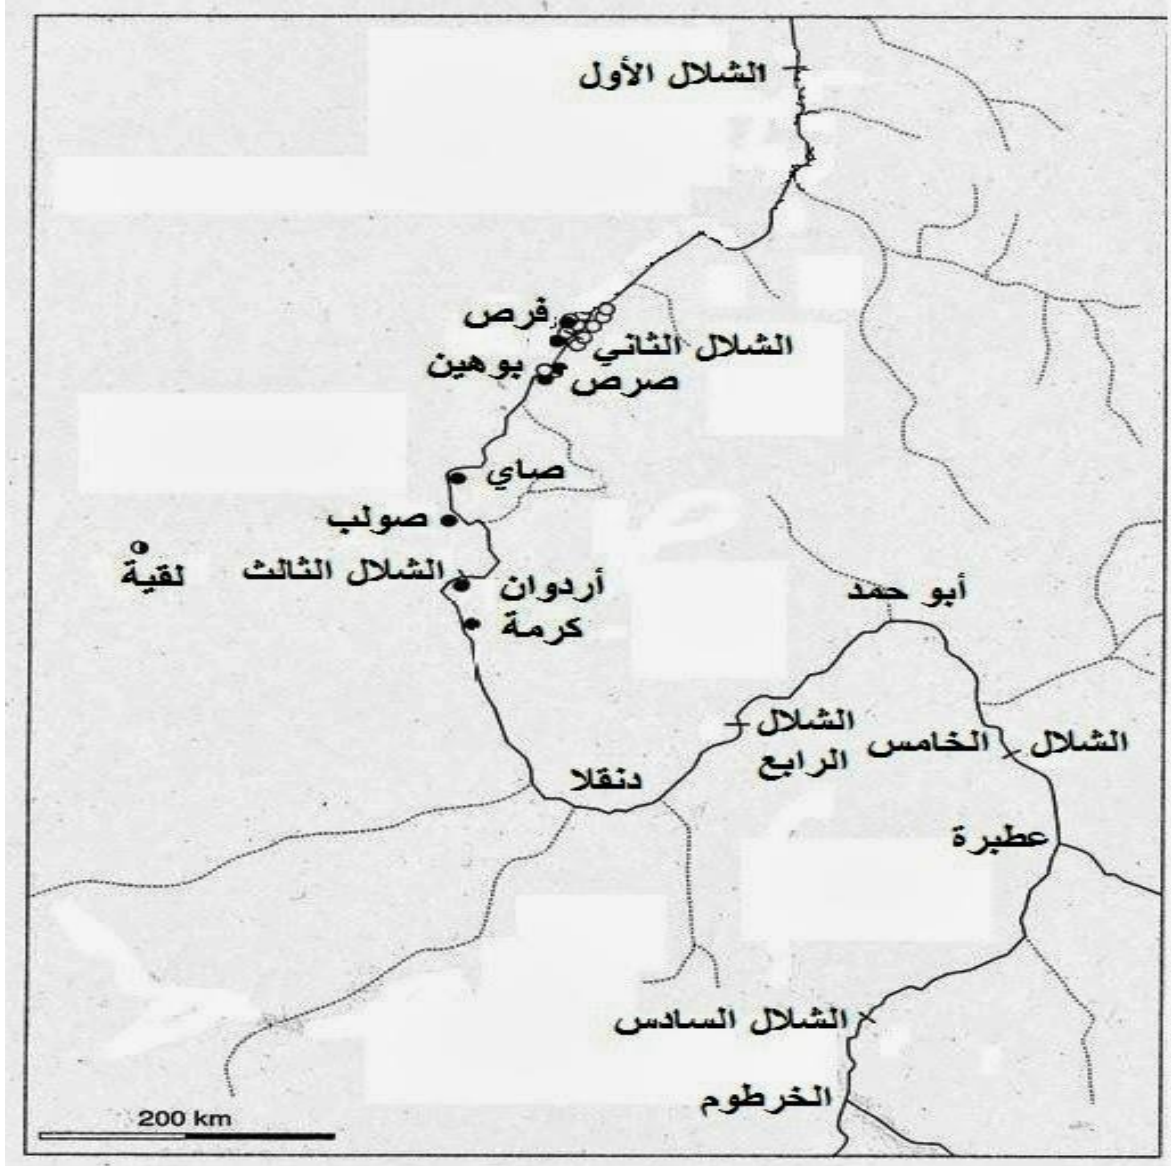 الشلال الأول
فرص
الشلال الثاني
بوهين
صرص
صاي
صولب
لقية
الشلال الثالث
أردوان
كرمة
أبو حمد
الشلال
الرابع
الشلال
الخامس
دنقلا
عطبرة
الشلال السادس
الخرطوم
200 km